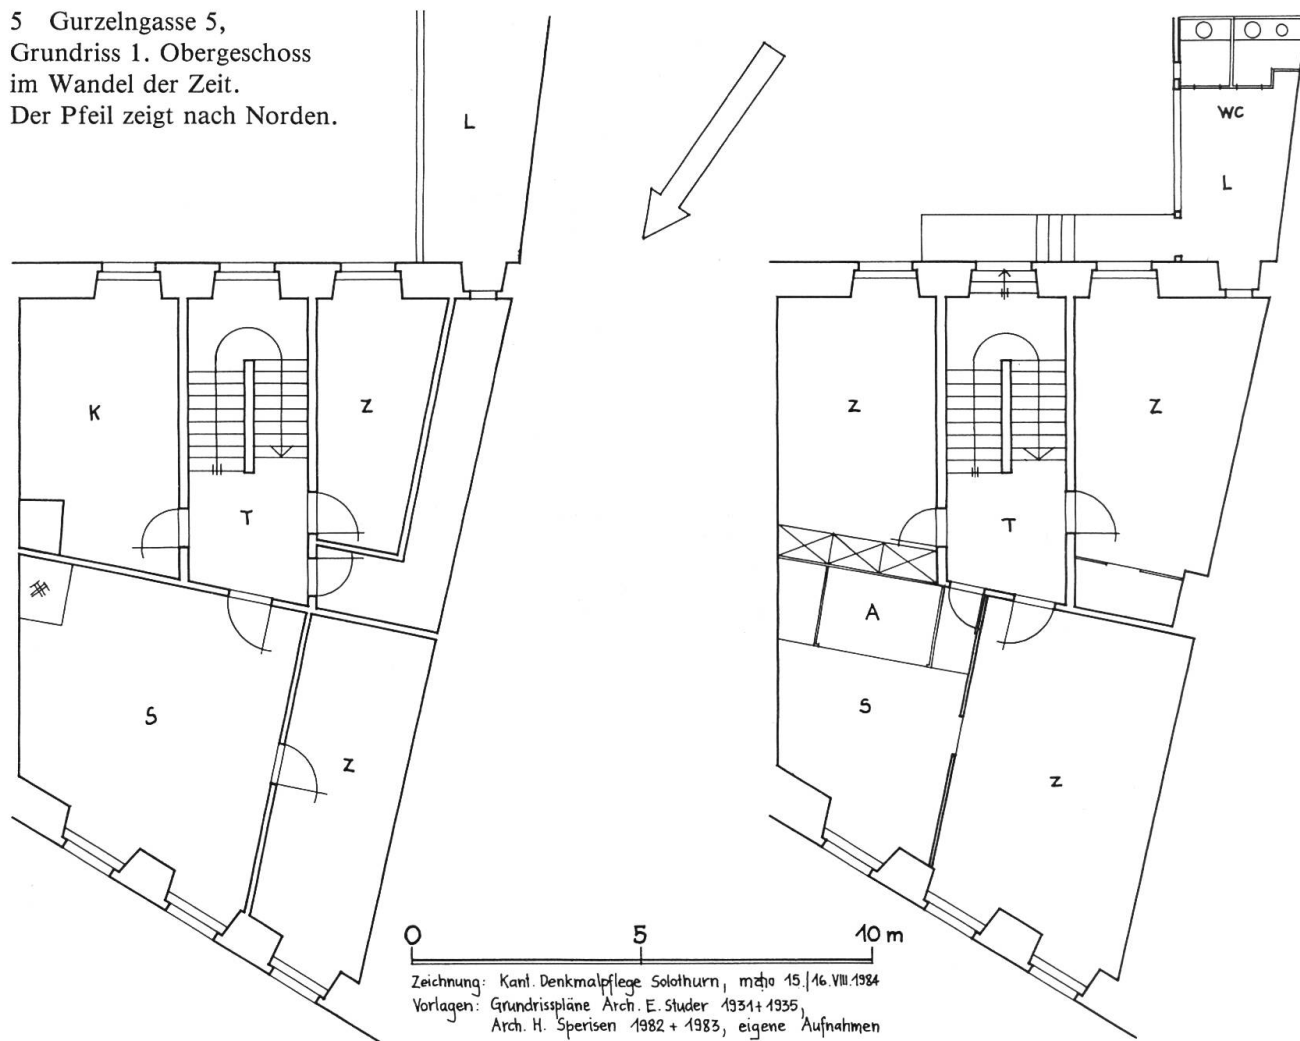 5 Gurzelngasse 5,
Grundriss 1. Obergeschoss
im Wandel der Zeit.
Der Pfeil zeigt nach Norden.
L
WC
L
K
Z
Z
Z
T
T
A
S
S
Z
Z
0 5 10 m
Zeichnung: Kant. Denkmalpflege Solothurn, 15./16.VIII.1984
Vorlagen: Grundrisspläne Arch. E. Studer 1931+1935,
Arch. H. Sperisen 1982 + 1983, eigene Aufnahmen